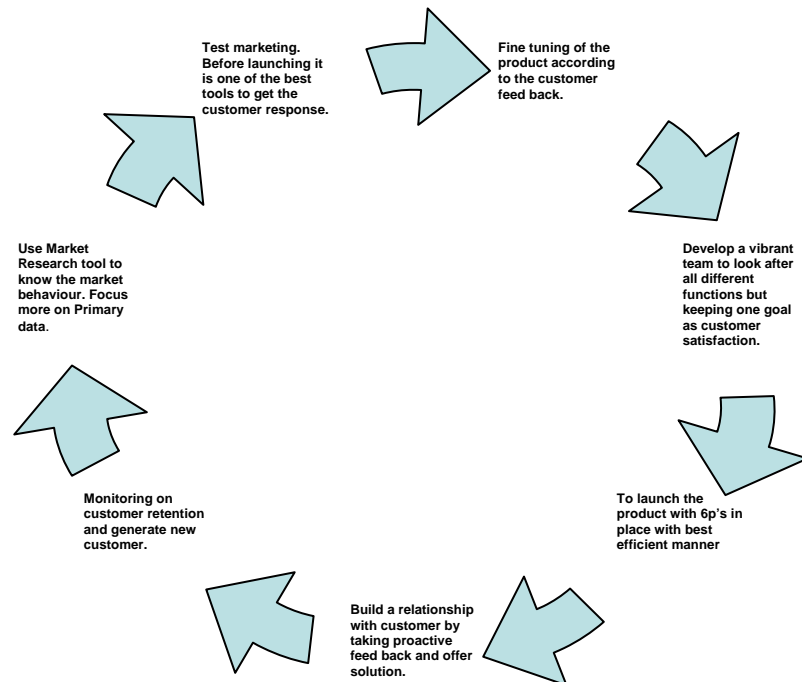 Test marketing.
Before launching it
is one of the best
tools to get the
customer response.
Fine tuning of the
product according
to the customer
feed back.
Develop a vibrant
team to look after
all different
functions but
keeping one goal
as customer
satisfaction.
To launch the
product with 6p's in
place with best
efficient manner
Build a relationship
with customer by
taking proactive
feed back and offer
solution.
Monitoring on
customer retention
and generate new
customer.
Use Market
Research tool to
know the market
behaviour. Focus
more on Primary
data.